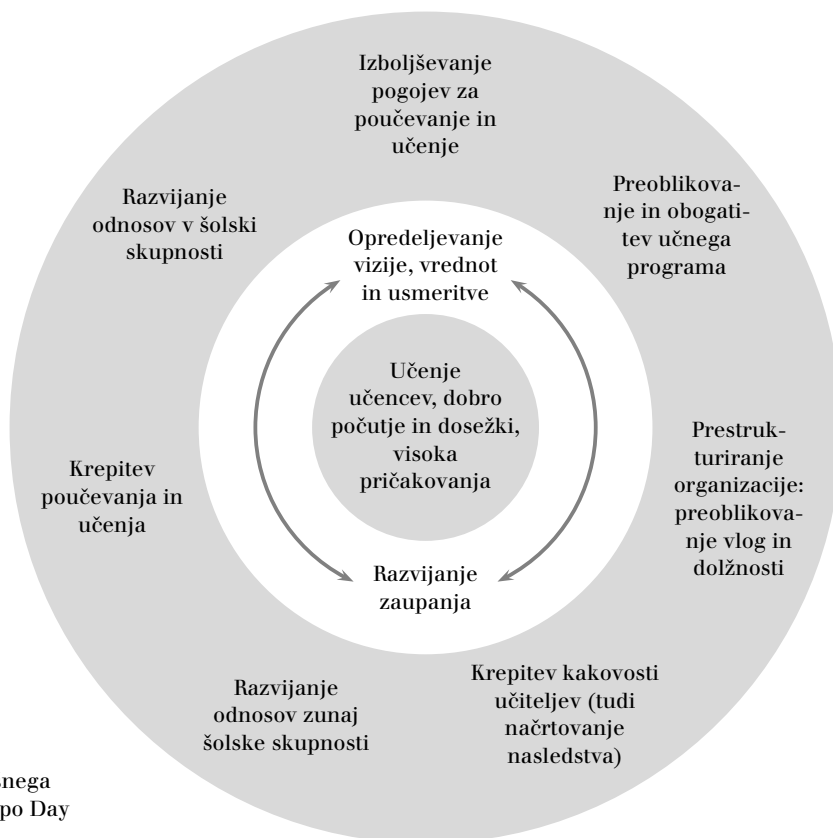 Izboljševanje
pogojev za
poučevanje in
učenje
Preoblikova-
nje in obogati-
tev učnega
programa
Razvijanje
odnosov v šolski
skupnosti
Opredeljevanje
vizije, vrednot
in usmeritve
Učenje
učencev, dobro
počutje in dosežki,
visoka
pričakovanja
Prestruk-
turiranje
organizacije:
preoblikova-
nje vlog in
dolžnosti
Krepitev
poučevanja in
učenja
Razvijanje
zaupanja
Krepitev kakovosti
učiteljev (tudi
načrtovanje
nasledstva)
Razvijanje
odnosov zunaj
šolske skupnosti
po Day